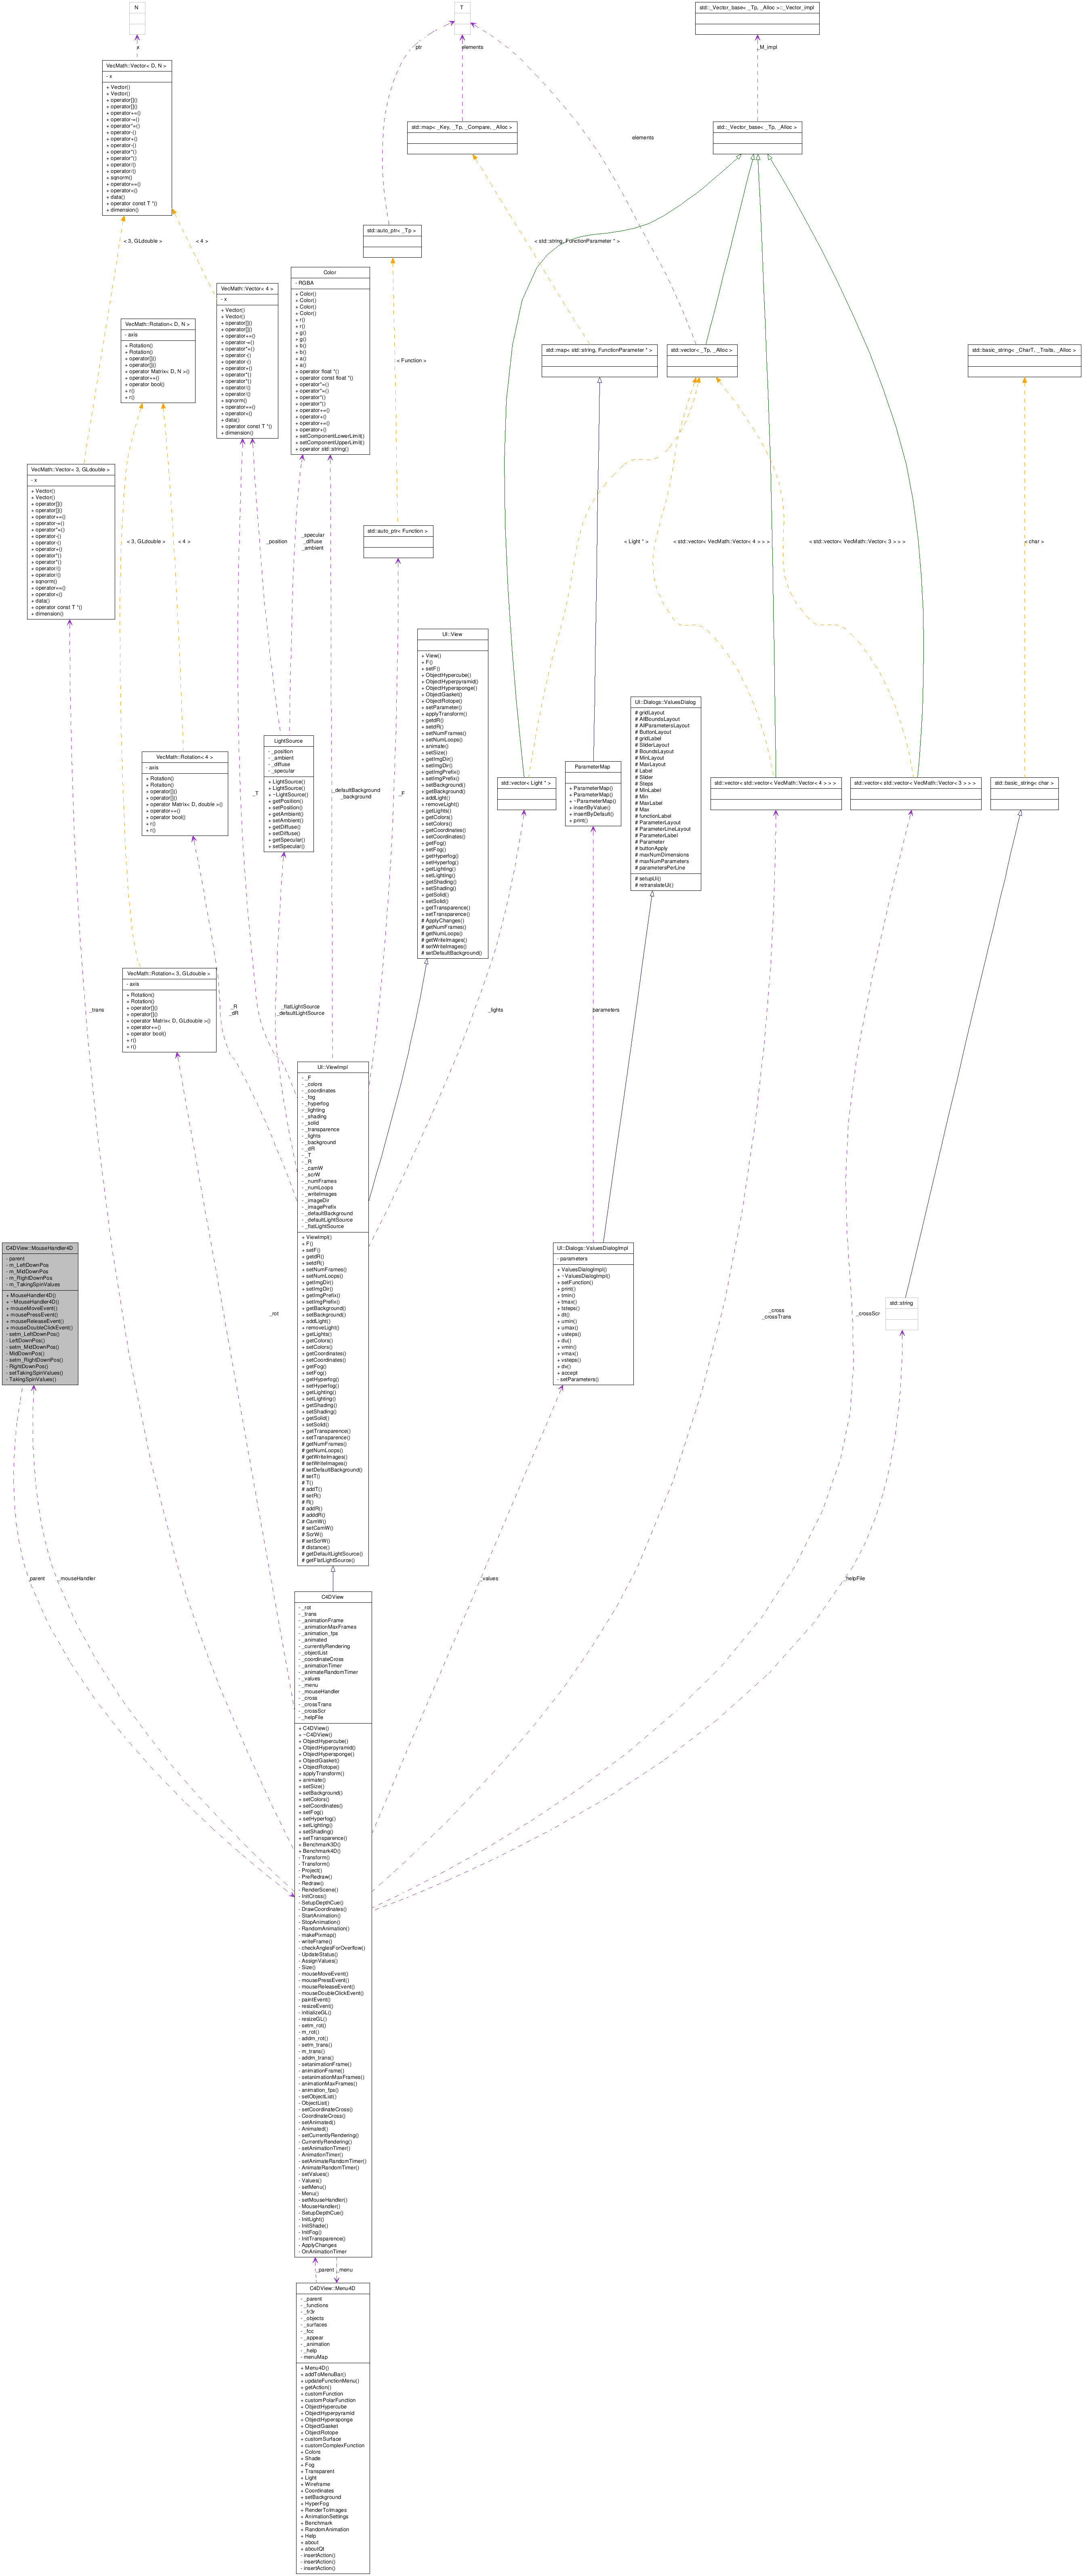 N
x
VecMath::Vector< D, N >
- x
+ Vector()
+ Vector()
+ operator[]()
+ operator[]()
+ operator+=()
+ operator-=()
+ operator*=()
+ operator-()
+ operator+()
+ operator-()
+ operator*()
+ operator*()
+ operator/()
+ operator/()
+ sqnorm()
+ operator==()
+ operator=()
+ data()
+ operator const T *()
+ dimension()
T
ptr
elements
elements
std::_Vector_base< _Tp, _Alloc >::_Vector_impl
_M_impl
std::map< _Key, _Tp, _Compare, _Alloc >
std::_Vector_base< _Tp, _Alloc >
std::auto_ptr< _Tp >
< 3, GLdouble >
< 4 >
< std::string, FunctionParameter * >
VecMath::Vector< 4 >
- x
+ Vector()
+ Vector()
+ operator[]()
+ operator[]()
+ operator+=()
+ operator-=()
+ operator*=()
+ operator-()
+ operator-()
+ operator+()
+ operator*()
+ operator*()
+ operator/()
+ operator/()
+ sqnorm()
+ operator==()
+ operator=()
+ data()
+ operator const T *()
+ dimension()
Color
- RGBA
+ Color()
+ Color()
+ Color()
+ Color()
+ r()
+ r()
+ g()
+ g()
+ b()
+ b()
+ a()
+ a()
+ operator float *()
+ operator const float *()
+ operator*=()
+ operator*=()
+ operator*()
+ operator*()
+ operator+=()
+ operator+()
+ operator+=()
+ operator+()
+ setComponentLowerLimit()
+ setComponentUpperLimit()
+ operator std::string()
VecMath::Rotation< D, N >
- axis
+ Rotation()
+ Rotation()
+ operator[]()
+ operator[]()
+ operator Matrix< D, N >()
+ operator+=()
+ operator bool()
+ r()
+ r()
< Function >
std::map< std::string, FunctionParameter * >
std::vector< _Tp, _Alloc >
std::basic_string< _CharT, _Traits, _Alloc >
VecMath::Vector< 3, GLdouble >
- x
+ Vector()
+ Vector()
+ operator[]()
+ operator[]()
+ operator+=()
+ operator-=()
+ operator*=()
+ operator-()
+ operator-()
+ operator+()
+ operator*()
+ operator*()
+ operator/()
+ operator/()
+ sqnorm()
+ operator==()
+ operator=()
+ data()
+ operator const T *()
+ dimension()
< 3, GLdouble >
< 4 >
_position
_specular
_diffuse
_ambient
std::auto_ptr< Function >
< Light * >
< std::vector< VecMath::Vector< 4 > > >
< std::vector< VecMath::Vector< 3 > > >
< char >
UI::View
+ View()
+ F()
+ setF()
+ ObjectHypercube()
+ ObjectHyperpyramid()
+ ObjectHypersponge()
+ ObjectGasket()
+ ObjectRotope()
+ setParameter()
+ applyTransform()
+ getdR()
+ setdR()
+ setNumFrames()
+ setNumLoops()
+ animate()
+ setSize()
+ getImgDir()
+ setImgDir()
+ getImgPrefix()
+ setImgPrefix()
+ setBackground()
+ getBackground()
+ addLight()
+ removeLight()
+ getLights()
+ getColors()
+ setColors()
+ getCoordinates()
+ setCoordinates()
+ getFog()
+ setFog()
+ getHyperfog()
+ setHyperfog()
+ getLighting()
+ setLighting()
+ getShading()
+ setShading()
+ getSolid()
+ setSolid()
+ getTransparence()
+ setTransparence()
# ApplyChanges()
# getNumFrames()
# getNumLoops()
# getWriteImages()
# setWriteImages()
# setDefaultBackground()
UI::Dialogs::ValuesDialog
# gridLayout
# AllBoundsLayout
# AllParametersLayout
# ButtonLayout
# gridLabel
# SliderLayout
# BoundsLayout
# MinLayout
# MaxLayout
# Label
# Slider
# Steps
# MinLabel
# Min
# MaxLabel
# Max
# functionLabel
# ParameterLayout
# ParameterLineLayout
# ParameterLabel
# Parameter
# buttonApply
# maxNumDimensions
# maxNumParameters
# parametersPerLine
# setupUi()
# retranslateUi()
LightSource
- _position
- _ambient
- _diffuse
- _specular
+ LightSource()
+ LightSource()
+ ~LightSource()
+ getPosition()
+ setPosition()
+ getAmbient()
+ setAmbient()
+ getDiffuse()
+ setDiffuse()
+ getSpecular()
+ setSpecular()
VecMath::Rotation< 4 >
- axis
+ Rotation()
+ Rotation()
+ operator[]()
+ operator[]()
+ operator Matrix< D, double >()
+ operator+=()
+ operator bool()
+ r()
+ r()
_T
_defaultBackground
_background
_F
ParameterMap
+ ParameterMap()
+ ParameterMap()
+ ~ParameterMap()
+ insertByValue()
+ insertByDefault()
+ print()
std::vector< Light * >
std::vector< std::vector< VecMath::Vector< 4 > > >
std::vector< std::vector< VecMath::Vector< 3 > > >
std::basic_string< char >
VecMath::Rotation< 3, GLdouble >
- axis
+ Rotation()
+ Rotation()
+ operator[]()
+ operator[]()
+ operator Matrix< D, GLdouble >()
+ operator+=()
+ operator bool()
+ r()
+ r()
_trans
_R
_dR
_flatLightSource
_defaultLightSource
_lights
parameters
UI::ViewImpl
- _F
- _colors
- _coordinates
- _fog
- _hyperfog
- _lighting
- _shading
- _solid
- _transparence
- _lights
- _background
- _dR
- _T
- _R
- _camW
- _scrW
- _numFrames
- _numLoops
- _writeImages
- _imageDir
- _imagePrefix
- _defaultBackground
- _defaultLightSource
- _flatLightSource
+ ViewImpl()
+ F()
+ setF()
+ getdR()
+ setdR()
+ setNumFrames()
+ setNumLoops()
+ getImgDir()
+ setImgDir()
+ getImgPrefix()
+ setImgPrefix()
+ getBackground()
+ setBackground()
+ addLight()
+ removeLight()
+ getLights()
+ getColors()
+ setColors()
+ getCoordinates()
+ setCoordinates()
+ getFog()
+ setFog()
+ getHyperfog()
+ setHyperfog()
+ getLighting()
+ setLighting()
+ getShading()
+ setShading()
+ getSolid()
+ setSolid()
+ getTransparence()
+ setTransparence()
# getNumFrames()
# getNumLoops()
# getWriteImages()
# setWriteImages()
# setDefaultBackground()
# setT()
# T()
# addT()
# setR()
# R()
# addR()
# adddR()
# CamW()
# setCamW()
# ScrW()
# setScrW()
# distance()
# getDefaultLightSource()
# getFlatLightSource()
C4DView::MouseHandler4D
- parent
- m_LeftDownPos
- m_MidDownPos
- m_RightDownPos
- m_TakingSpinValues
+ MouseHandler4D()
+ ~MouseHandler4D()
+ mouseMoveEvent()
+ mousePressEvent()
+ mouseReleaseEvent()
+ mouseDoubleClickEvent()
- setm_LeftDownPos()
- LeftDownPos()
- setm_MidDownPos()
- MidDownPos()
- setm_RightDownPos()
- RightDownPos()
- setTakingSpinValues()
- TakingSpinValues()
UI::Dialogs::ValuesDialogImpl
- parameters
+ ValuesDialogImpl()
+ ~ValuesDialogImpl()
+ setFunction()
+ print()
+ tmin()
+ tmax()
+ tsteps()
+ dt()
+ umin()
+ umax()
+ usteps()
+ du()
+ vmin()
+ vmax()
+ vsteps()
+ dv()
+ accept
- setParameters()
_rot
_cross
_crossTrans
_crossScr
std::string
parent
_mouseHandler
_values
_helpFile
C4DView
- _rot
- _trans
- _animationFrame
- _animationMaxFrames
- _animation_fps
- _animated
- _currentlyRendering
- _objectList
- _coordinateCross
- _animationTimer
- _animateRandomTimer
- _values
- _menu
- _mouseHandler
- _cross
- _crossTrans
- _crossScr
- _helpFile
+ C4DView()
+ ~C4DView()
+ ObjectHypercube()
+ ObjectHyperpyramid()
+ ObjectHypersponge()
+ ObjectGasket()
+ ObjectRotope()
+ applyTransform()
+ animate()
+ setSize()
+ setBackground()
+ setColors()
+ setCoordinates()
+ setFog()
+ setHyperfog()
+ setLighting()
+ setShading()
+ setTransparence()
+ Benchmark3D()
+ Benchmark4D()
- Transform()
- Transform()
- Project()
- PreRedraw()
- Redraw()
- RenderScene()
- InitCross()
- SetupDepthCue()
- DrawCoordinates()
- StartAnimation()
- StopAnimation()
- RandomAnimation()
- makePixmap()
- writeFrame()
- checkAnglesForOverflow()
- UpdateStatus()
- AssignValues()
- Size()
- mouseMoveEvent()
- mousePressEvent()
- mouseReleaseEvent()
- mouseDoubleClickEvent()
- paintEvent()
- resizeEvent()
- initializeGL()
- resizeGL()
- setm_rot()
- m_rot()
- addm_rot()
- setm_trans()
- m_trans()
- addm_trans()
- setanimationFrame()
- animationFrame()
- setanimationMaxFrames()
- animationMaxFrames()
- animation_fps()
- setObjectList()
- ObjectList()
- setCoordinateCross()
- CoordinateCross()
- setAnimated()
- Animated()
- setCurrentlyRendering()
- CurrentlyRendering()
- setAnimationTimer()
- AnimationTimer()
- setAnimateRandomTimer()
- AnimateRandomTimer()
- setValues()
- Values()
- setMenu()
- Menu()
- setMouseHandler()
- MouseHandler()
- SetupDepthCue()
- InitLight()
- InitShade()
- InitFog()
- InitTransparence()
- ApplyChanges
- OnAnimationTimer
_parent
_menu
C4DView::Menu4D
- _parent
- _functions
- _fr3r
- _objects
- _surfaces
- _fcc
- _appear
- _animation
- _help
- menuMap
+ Menu4D()
+ addToMenuBar()
+ updateFunctionMenu()
+ getAction()
+ customFunction
+ customPolarFunction
+ ObjectHypercube
+ ObjectHyperpyramid
+ ObjectHypersponge
+ ObjectGasket
+ ObjectRotope
+ customSurface
+ customComplexFunction
+ Colors
+ Shade
+ Fog
+ Transparent
+ Light
+ Wireframe
+ Coordinates
+ setBackground
+ HyperFog
+ RenderToImages
+ AnimationSettings
+ Benchmark
+ RandomAnimation
+ Help
+ about
+ aboutQt
- insertAction()
- insertAction()
- insertAction()